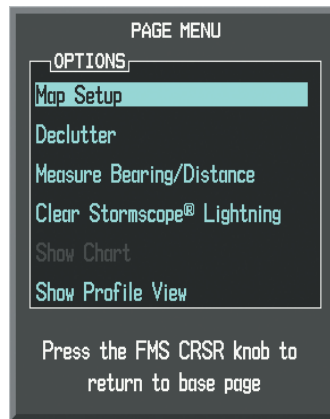 PAGE MENU
OPTIONS
Map Setup
Declutter
Measure Bearing/Distance
Clear Stormscope® Lightning
Show Chart
Show Profile View
Press the FMS CRSR knob to
return to base page